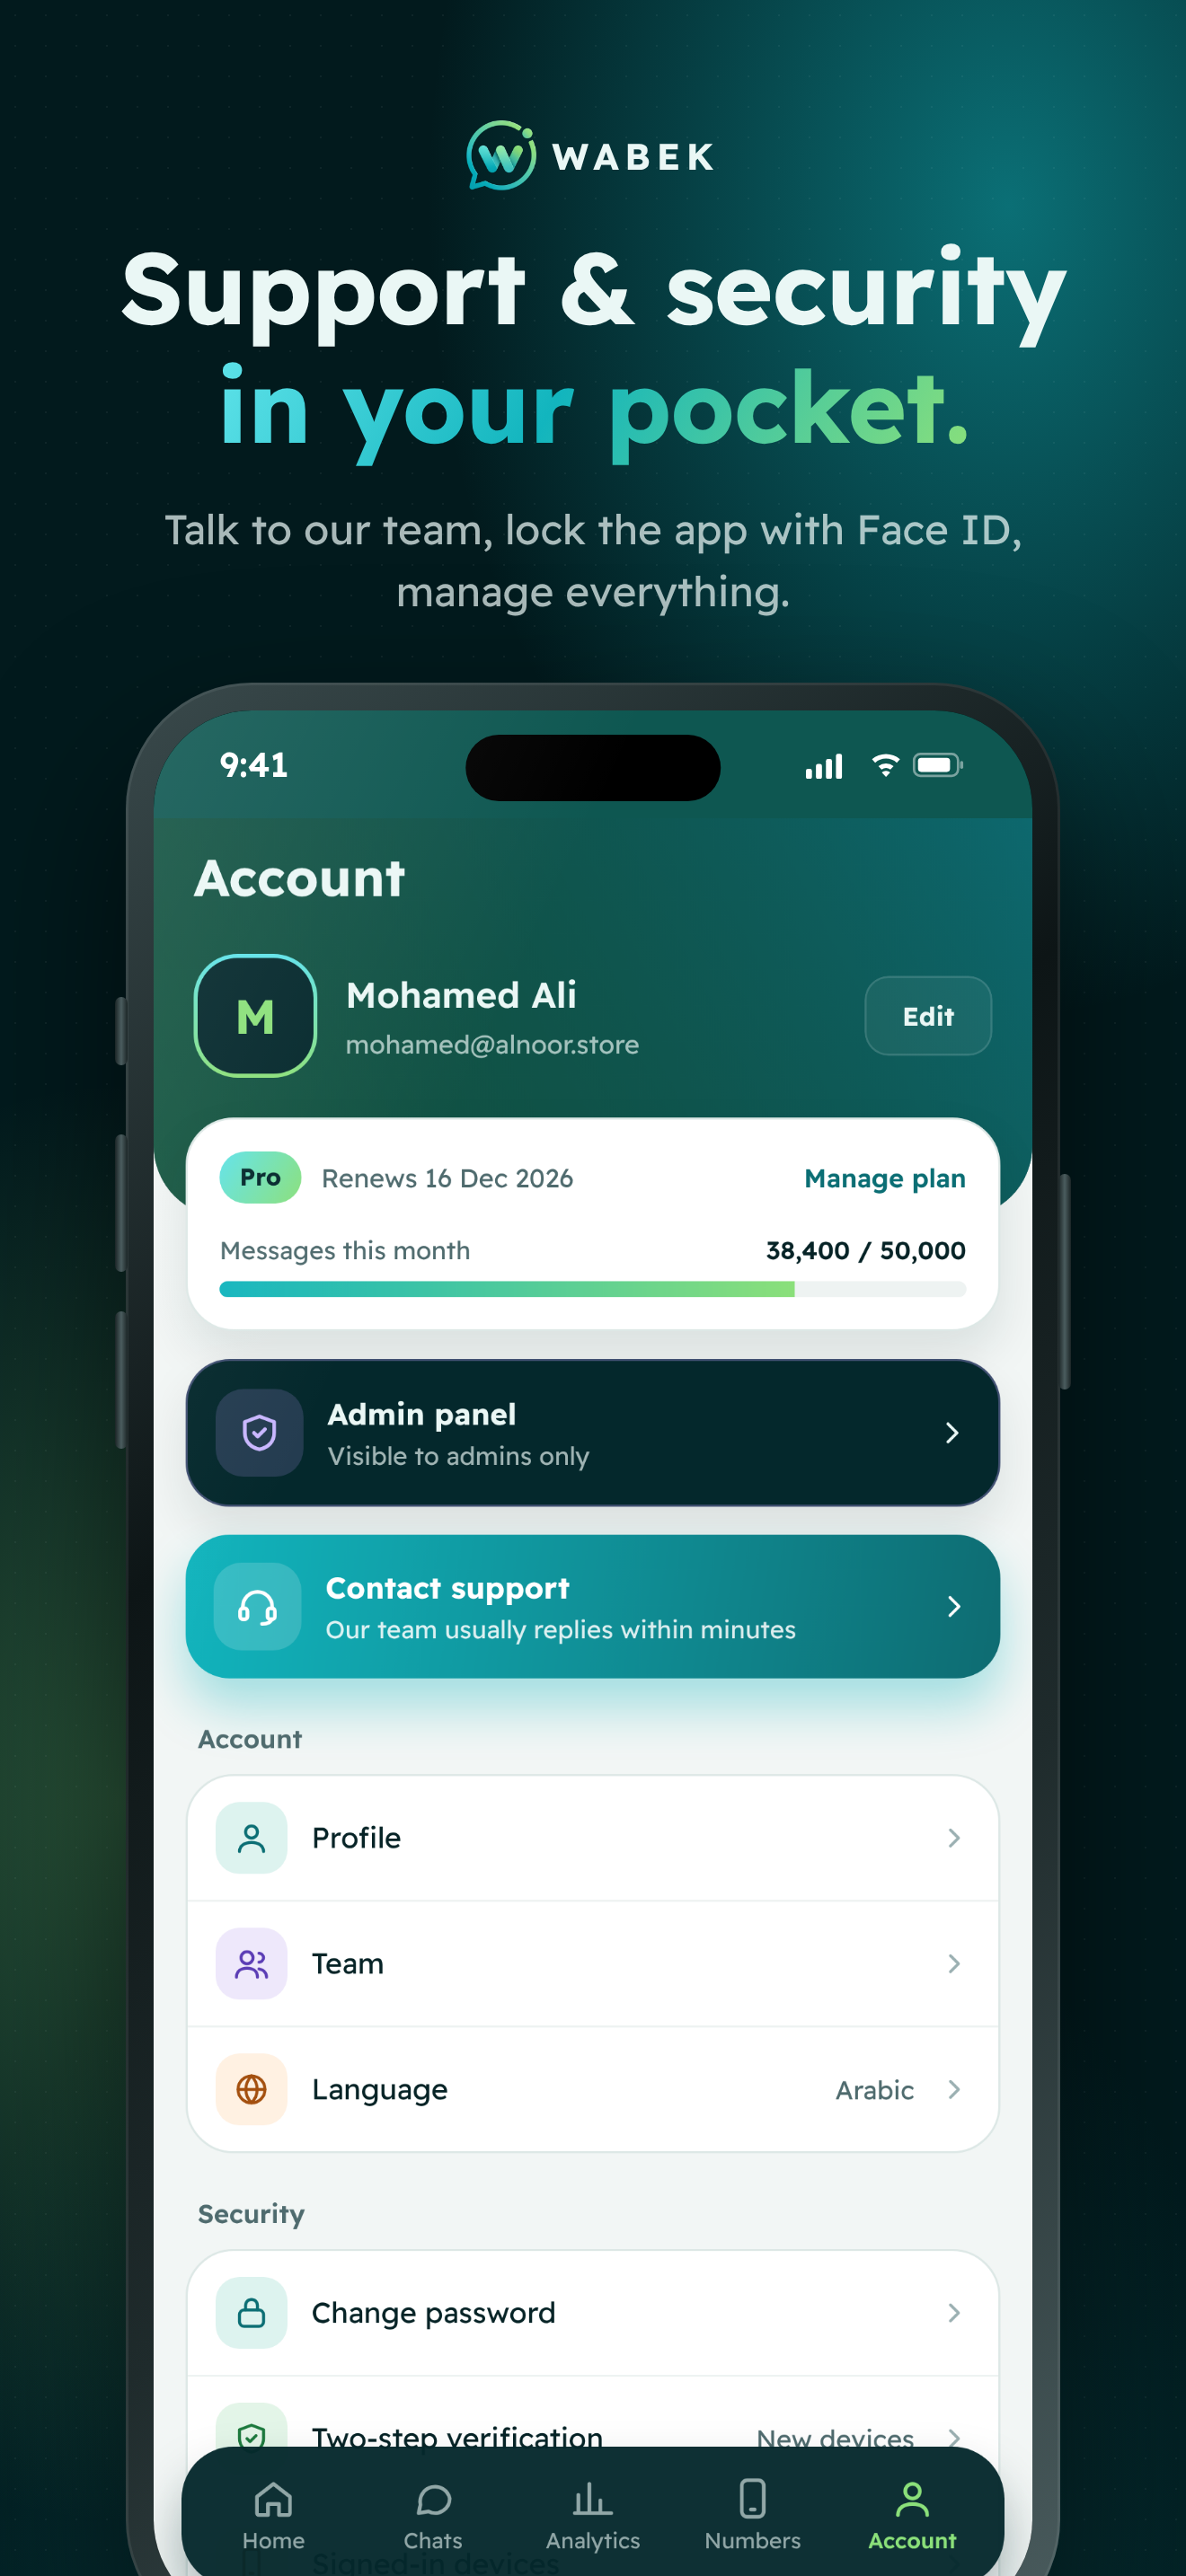 WABEK
Support & security
in your pocket.
Talk to our team, lock the app with Face ID,
manage everything.
9:41
Account
M
Mohamed Ali
mohamed@alnoor.store
Edit
Pro
Renews 16 Dec 2026
Manage plan
Messages this month
38,400 / 50,000
Admin panel
Visible to admins only
Contact support
Our team usually replies within minutes
Account
Profile
Team
Language
Arabic
Security
Change password
Two-step verification
New devices
Home
Chats
Analytics
Numbers
Account
Signed-in devices